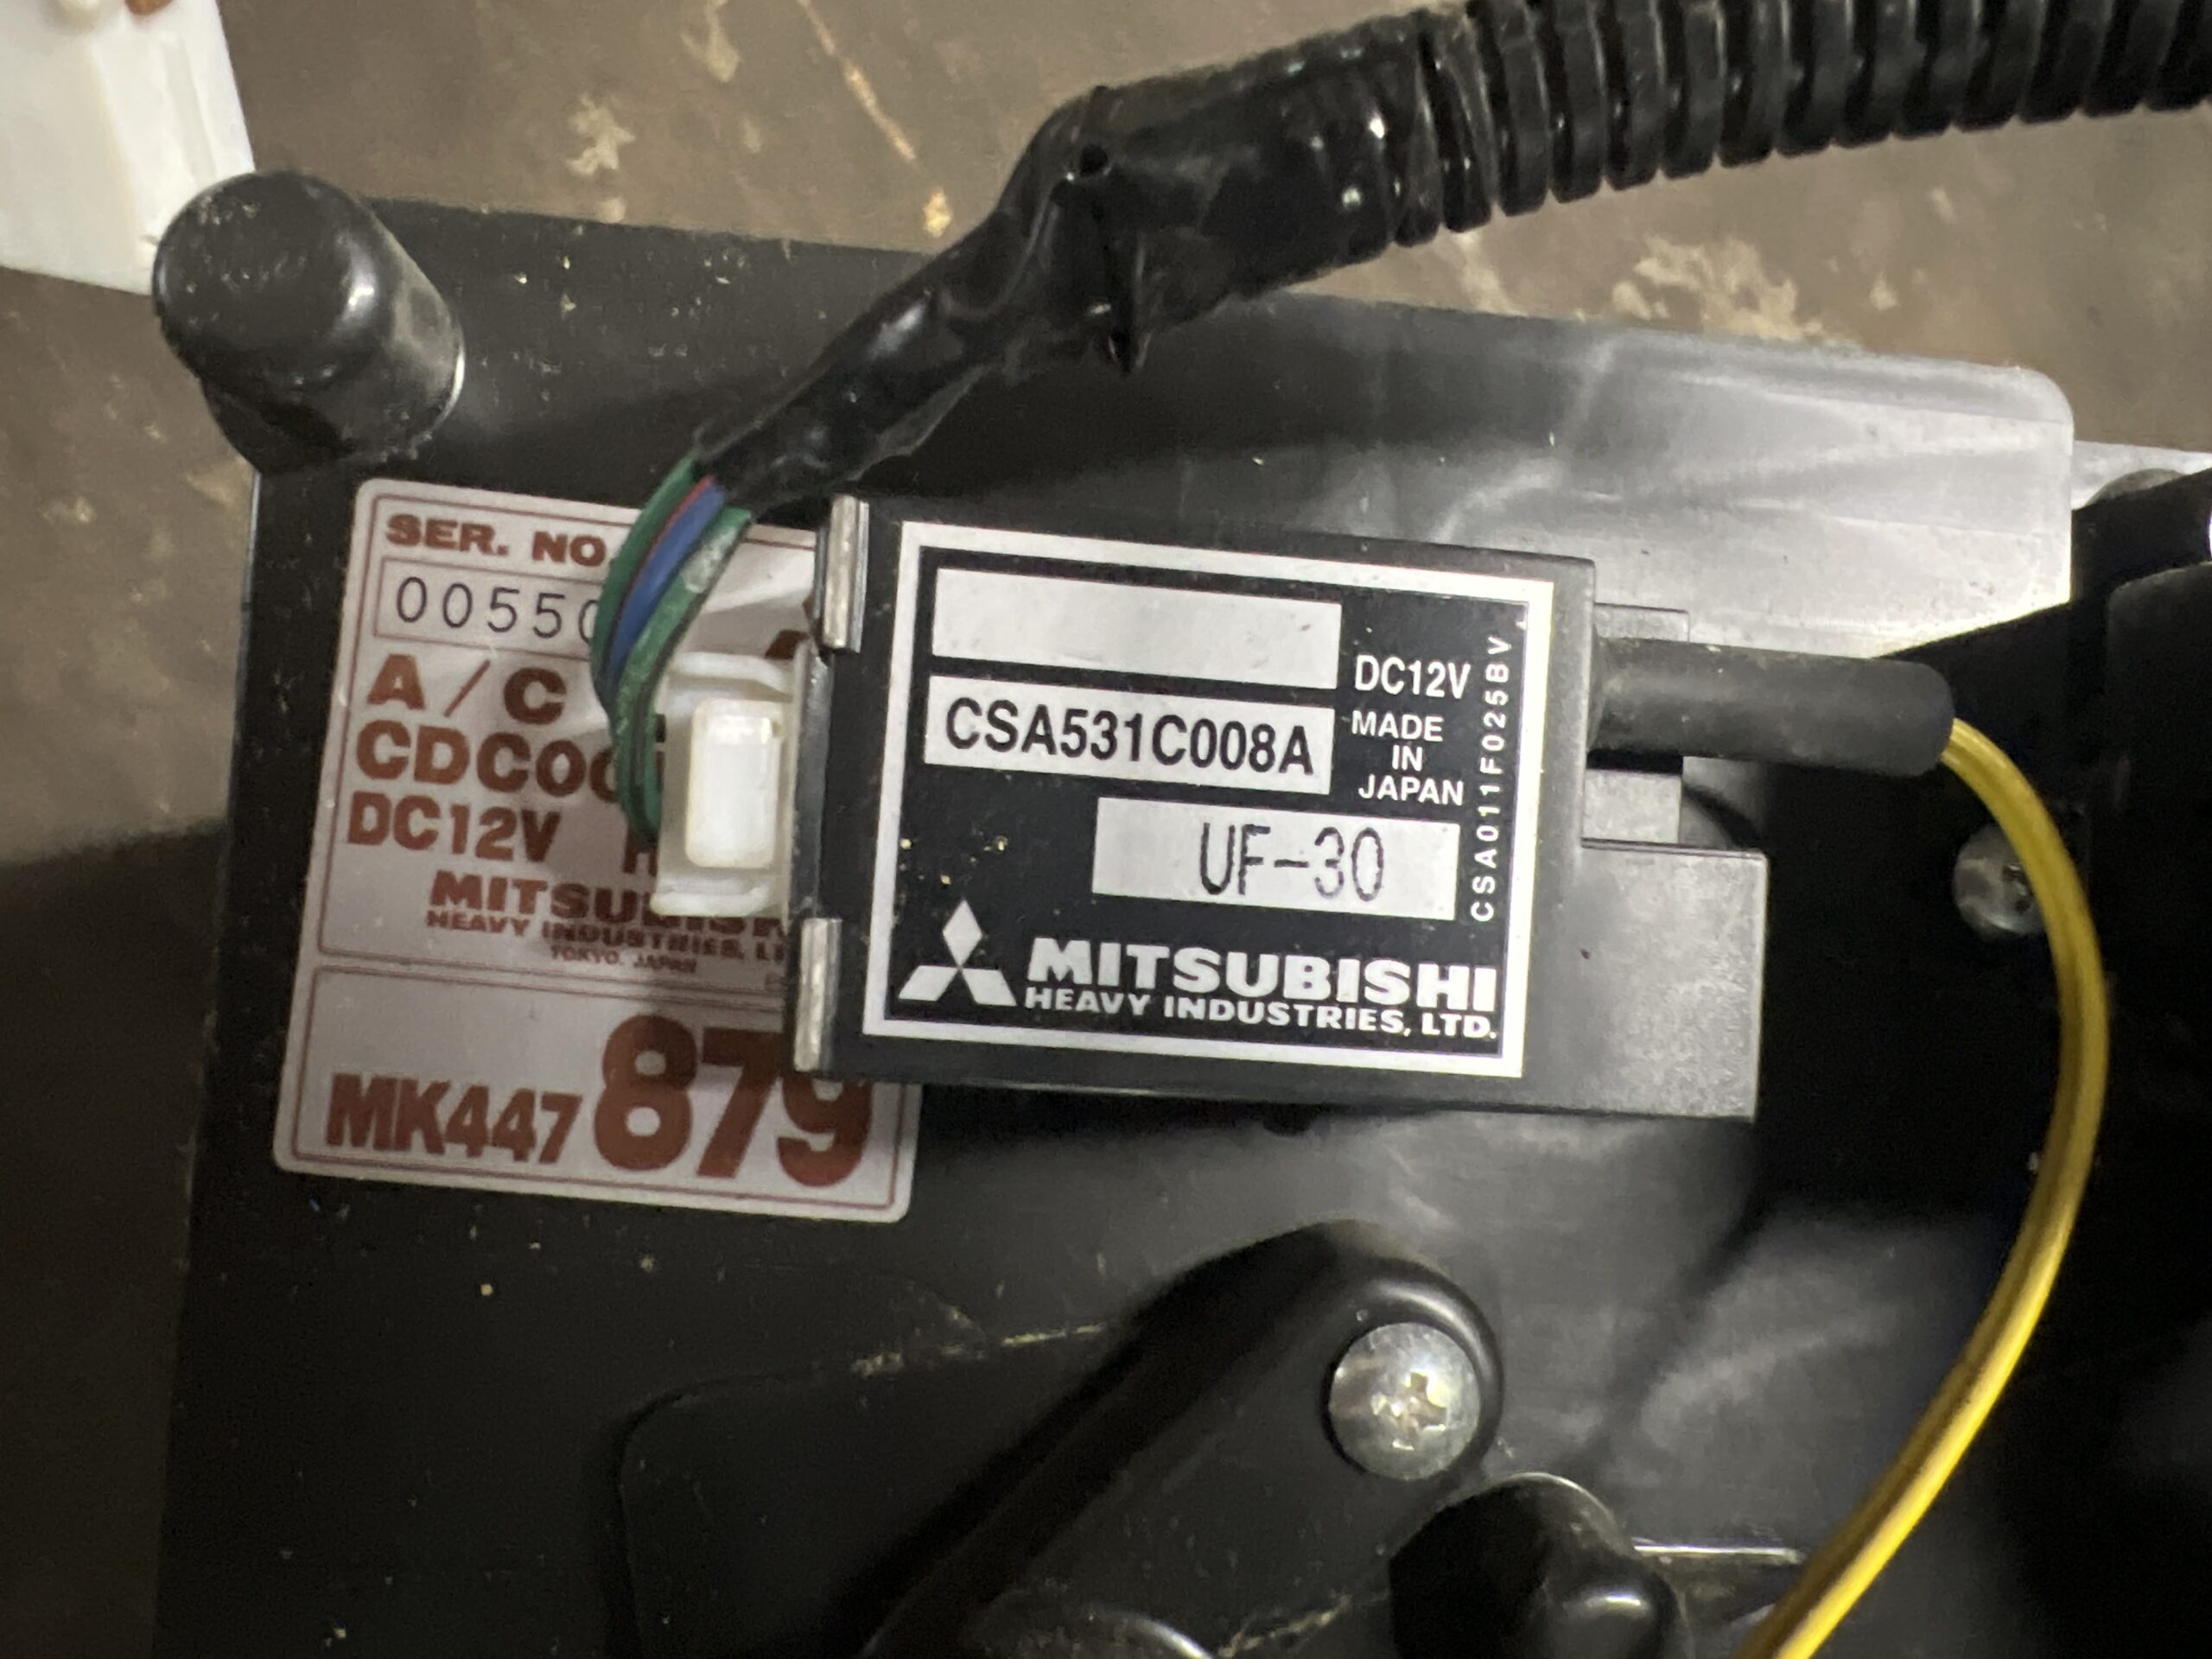 SER. NO.
0055
A/C
CDC00
DC12V
MITSUBISHI
HEAVY INDUSTRIES, LT
TOKYO, JAPAN
MK447879
DC12V
CSA531C008A
MADE
IN
JAPAN
UF-30
CSA011F025BV
MITSUBISHI
HEAVY INDUSTRIES, LTD.